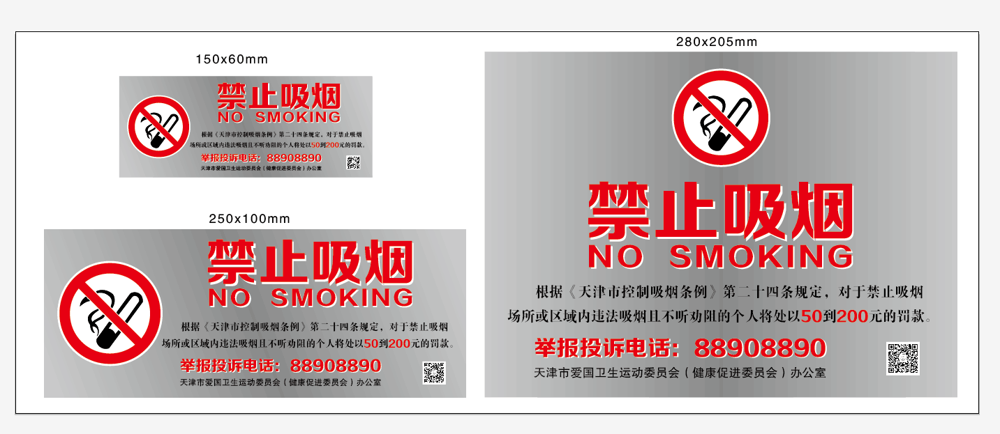 150x60mm
禁止吸烟
NO SMOKING
根据《天津市控制吸烟条例》第二十四条规定，对于禁止吸烟
场所或区域内违法吸烟且不听劝阻的个人将处以50到200元的罚款。
举报投诉电话：88908890
天津市爱国卫生运动委员会（健康促进委员会）办公室
250x100mm
禁止吸烟
NO SMOKING
根据《天津市控制吸烟条例》第二十四条规定，对于禁止吸烟
场所或区域内违法吸烟且不听劝阻的个人将处以50到200元的罚款。
举报投诉电话：88908890
天津市爱国卫生运动委员会（健康促进委员会）办公室
280x205mm
禁止吸烟
NO SMOKING
根据《天津市控制吸烟条例》第二十四条规定，对于禁止吸烟
场所或区域内违法吸烟且不听劝阻的个人将处以50到200元的罚款。
举报投诉电话：88908890
天津市爱国卫生运动委员会（健康促进委员会）办公室